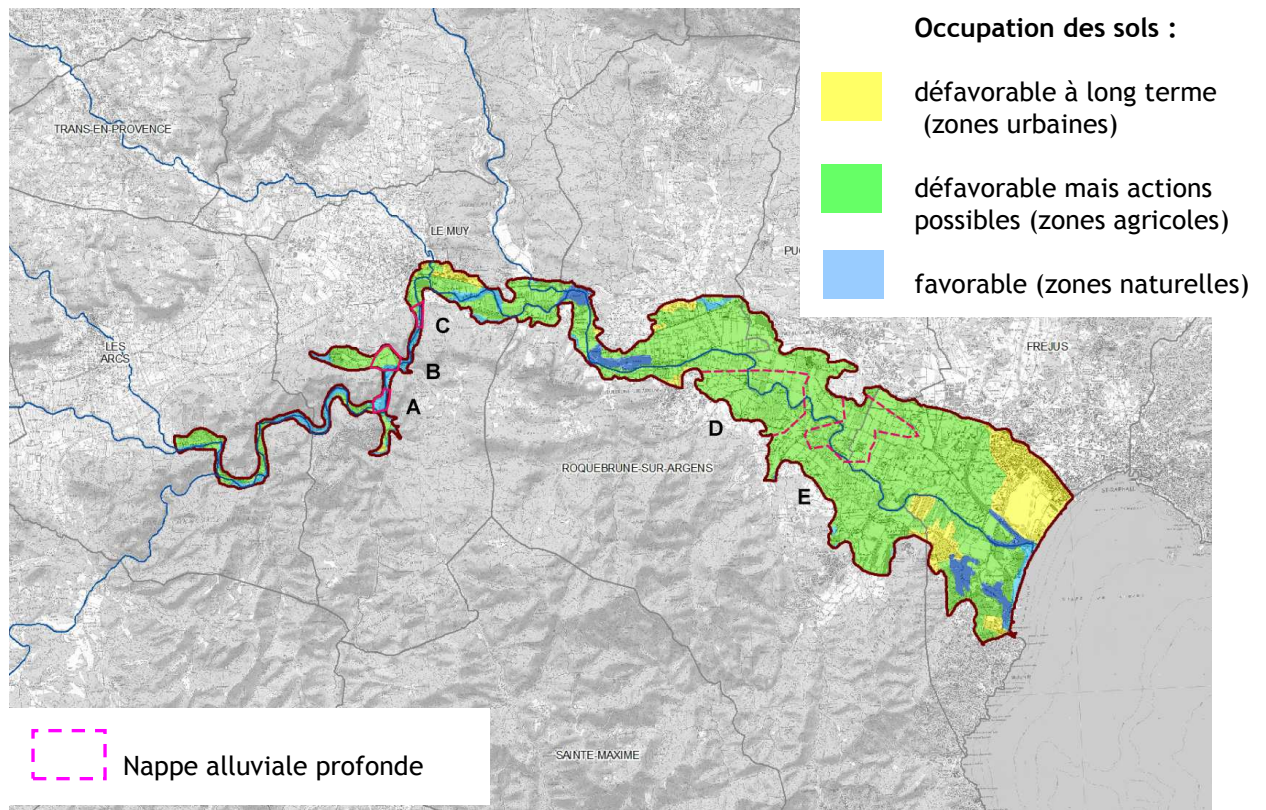 Occupation des sols :
défavorable à long terme
(zones urbaines)
défavorable mais actions
possibles (zones agricoles)
favorable (zones naturelles)
TRANS-EN-PROVENCE
LE MUY
C
LES
ARCS
B
A
FRÉJUS
D
ROQUEBRUNE-SUR-ARGENS
E
SAINTE-MAXIME
Nappe alluviale profonde